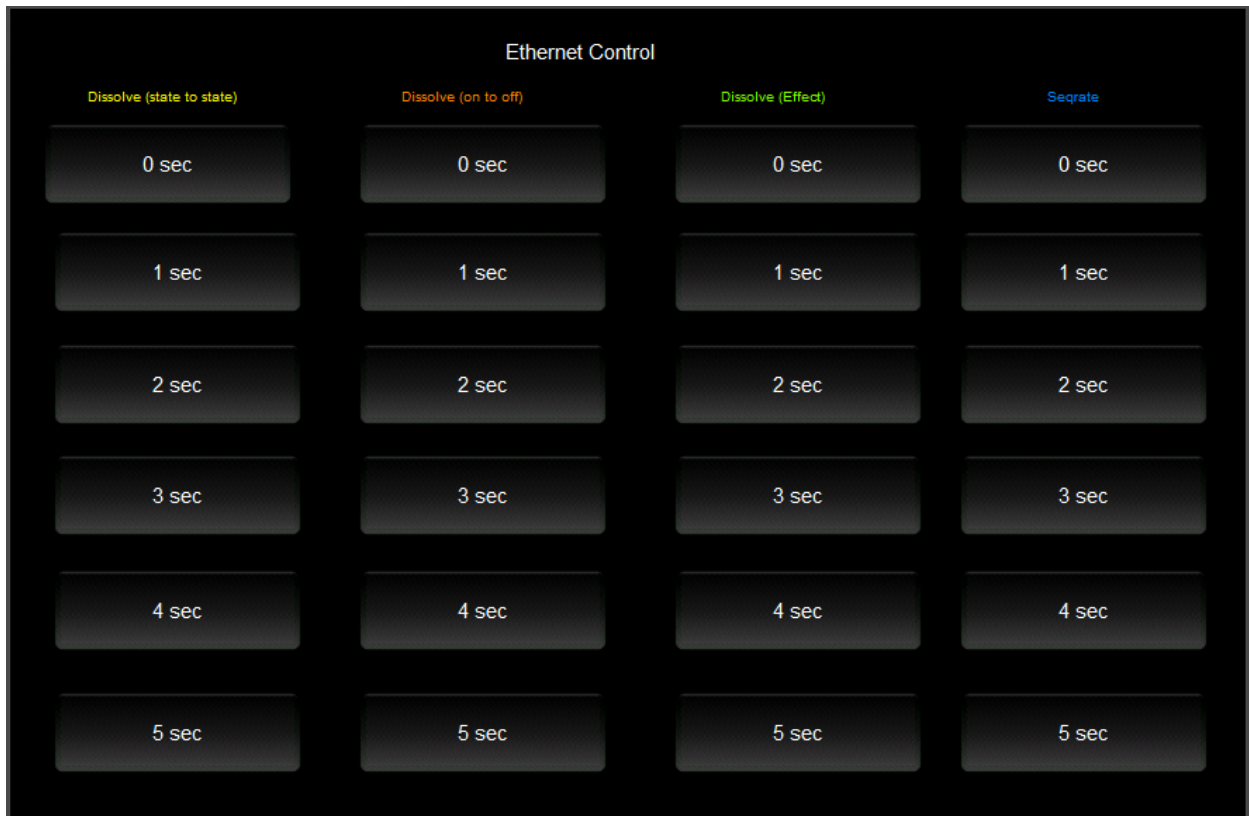 Ethernet Control
Dissolve (state to state) Dissolve (on to off) Dissolve (Effect) Seqrate
0 sec 0 sec 0 sec 0 sec
1 sec 1 sec 1 sec 1 sec
2 sec 2 sec 2 sec 2 sec
3 sec 3 sec 3 sec 3 sec
4 sec 4 sec 4 sec 4 sec
5 sec 5 sec 5 sec 5 sec